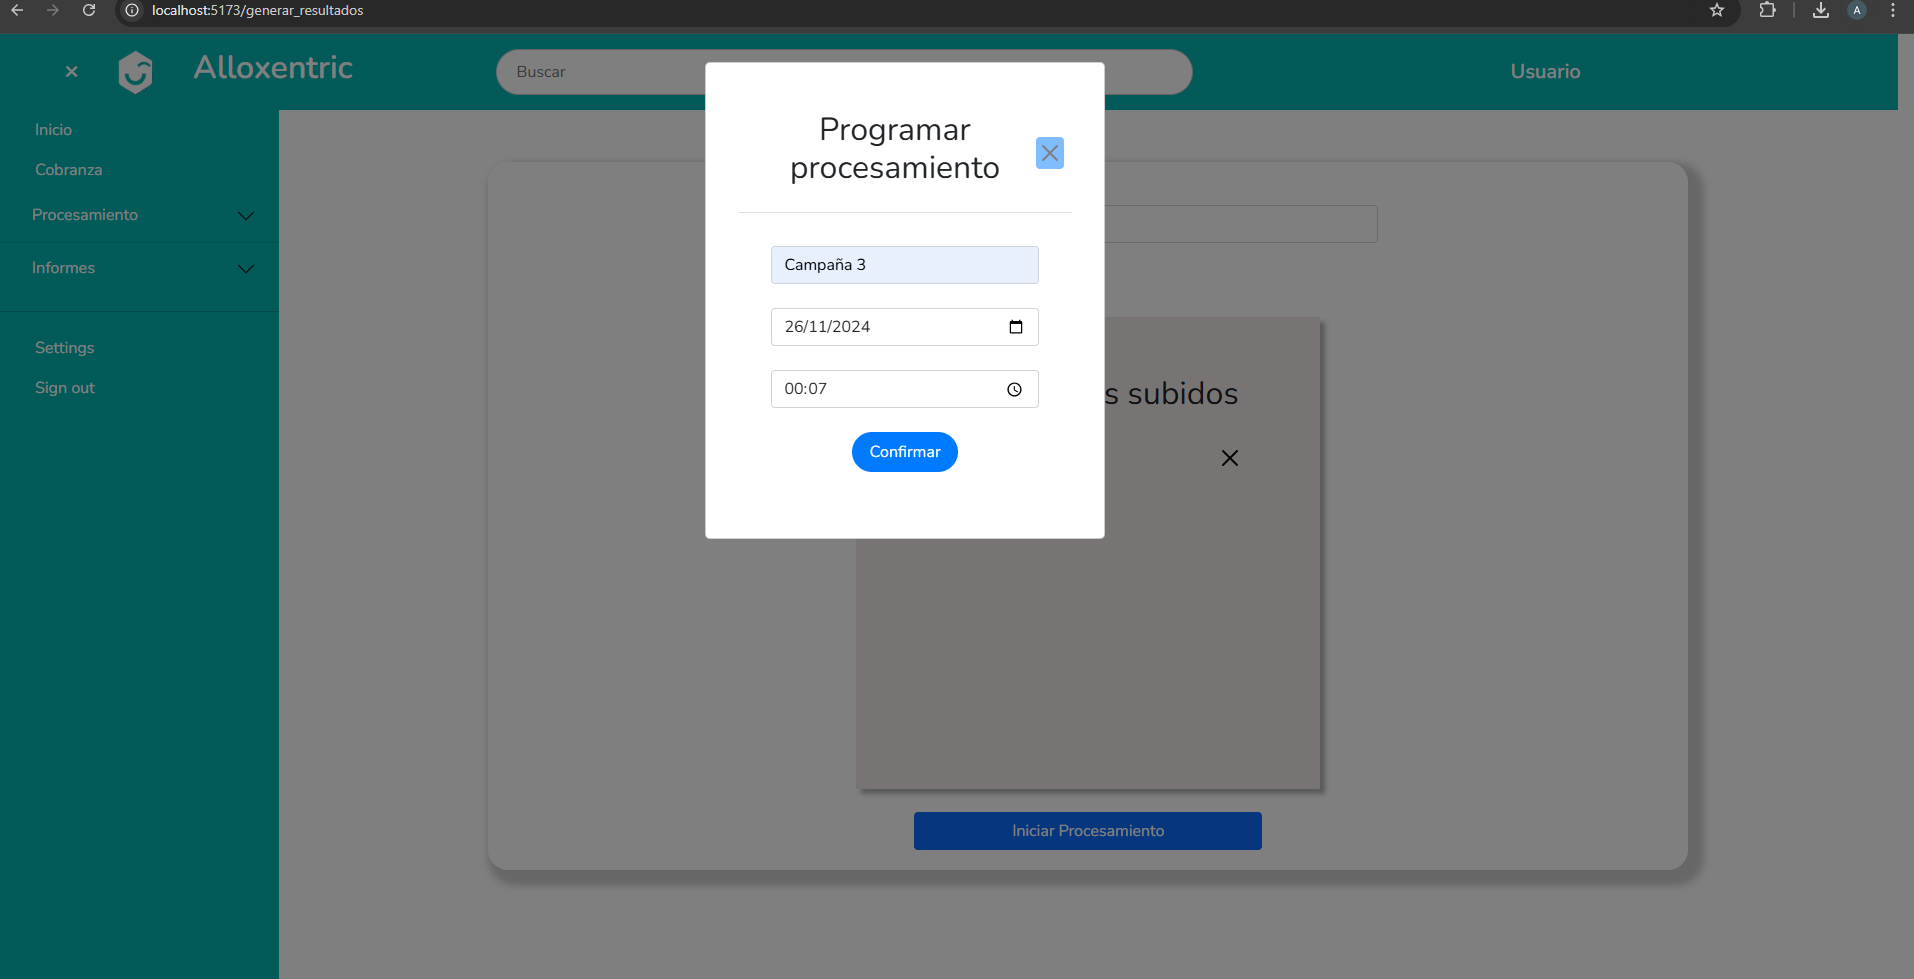 localhost:5173/generar_resultados
A
Alloxentric
Buscar
Usuario
Inicio
Cobranza
Procesamiento
Informes
Settings
Sign out
Programar
procesamiento
Campaña 3
26/11/2024
00:07
Confirmar
s subidos
Iniciar Procesamiento